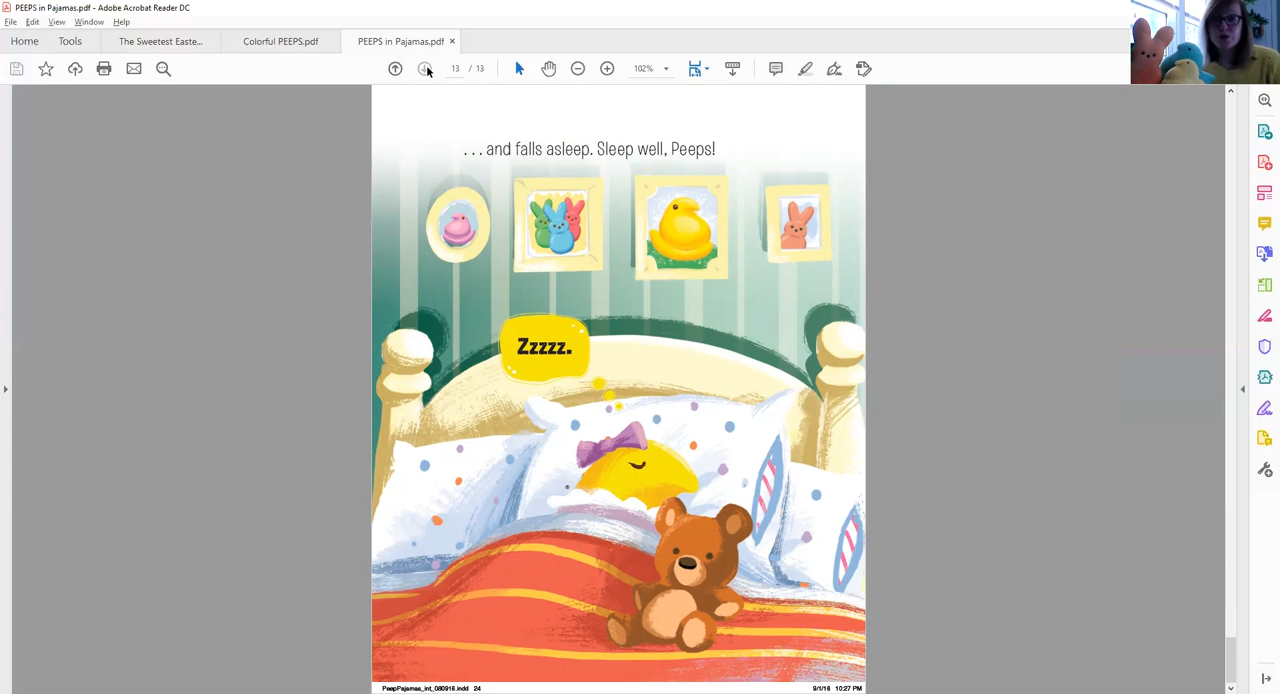 PEEPS in Pajamas.pdf - Adobe Acrobat Reader DC
File Edit View Window Help
Home Tools The Sweetest Easte... Colorful PEEPS.pdf PEEPS in Pajamas.pdf ×
13 / 13 102%
. . . and falls asleep. Sleep well, Peeps!
Zzzzz.
PeepPajamas_int_080916.indd 24 9/1/16 10:27 PM